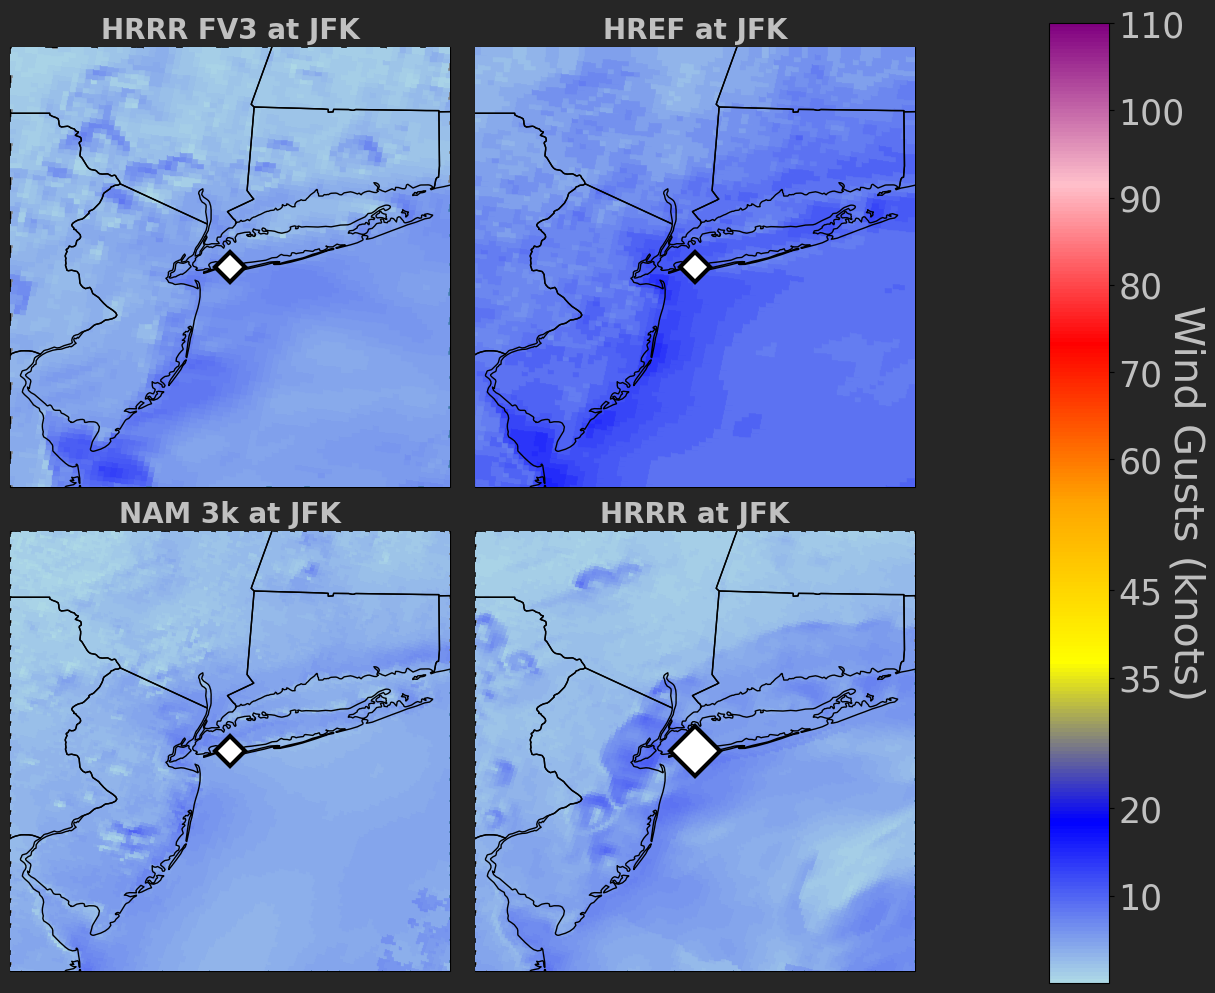 HRRR FV3 at JFK
HREF at JFK
NAM 3k at JFK
HRRR at JFK
110
100
90
80
70
60
45
35
20
10
Wind Gusts (knots)